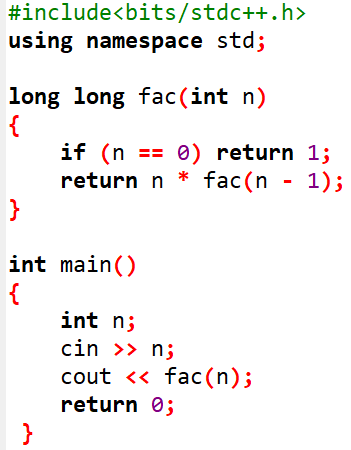 #include<bits/stdc++.h>
using namespace std;

long long fac(int n)
{
    if (n == 0) return 1;
    return n * fac(n - 1);
}

int main()
{
    int n;
    cin >> n;
    cout << fac(n);
    return 0;
 }